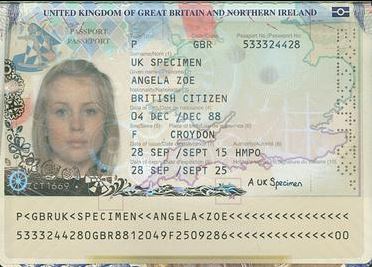 UNITED KINGDOM OF GREAT BRITAIN AND NORTHERN IRELAND
PASSPORT
PASSEPORT
P GBR 533324428
UK SPECIMEN
ANGELA ZOE
BRITISH CITIZEN
04 DEC /DEC 88
F CROYDON
28 SEP /SEPT 15 HMPO
28 SEP /SEPT 25
A UK Specimen
P<GBRUK<SPECIMEN<<ANGELA<ZOE<<<<<<<<<<<<<<<<
5333244280GBR8812049F2509286<<<<<<<<<<<<<<00